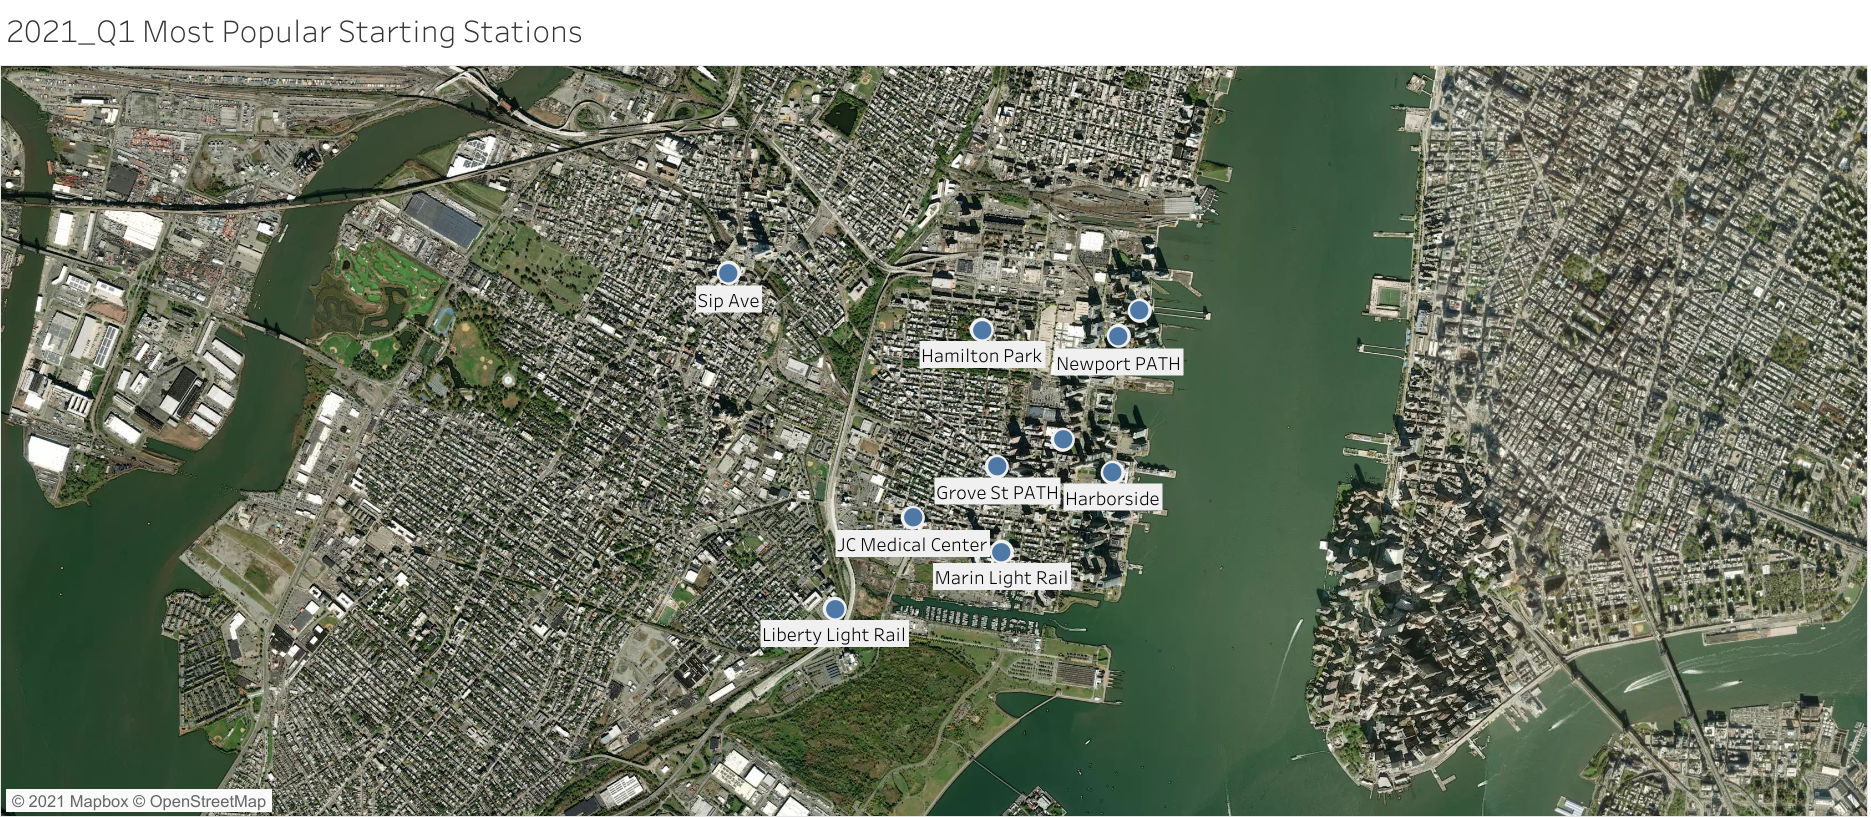 2021_Q1 Most Popular Starting Stations
Sip Ave
Hamilton Park
Newport PATH
Grove St PATH
Harborside
JC Medical Center
Marin Light Rail
Liberty Light Rail
© 2021 Mapbox © OpenStreetMap